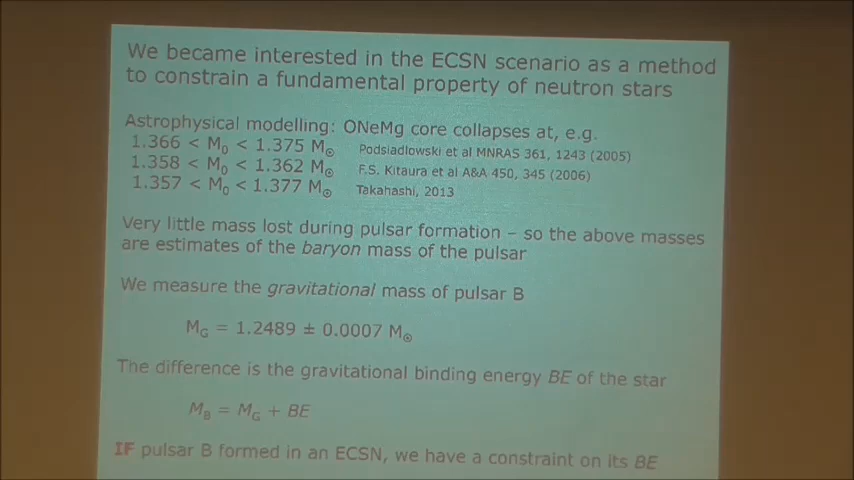 We became interested in the ECSN scenario as a method
to constrain a fundamental property of neutron stars
Astrophysical modelling: ONeMg core collapses at, e.g.
1.366 < M₀ < 1.375 M☉ Podsiadlowski et al MNRAS 361, 1243 (2005)
1.358 < M₀ < 1.362 M☉ F.S. Kitaura et al A&A 450, 345 (2006)
1.357 < M₀ < 1.377 M☉ Takahashi, 2013
Very little mass lost during pulsar formation – so the above masses
are estimates of the baryon mass of the pulsar
We measure the gravitational mass of pulsar B
M_G = 1.2489 ± 0.0007 M☉
The difference is the gravitational binding energy BE of the star
M_B = M_G + BE
IF pulsar B formed in an ECSN, we have a constraint on its BE